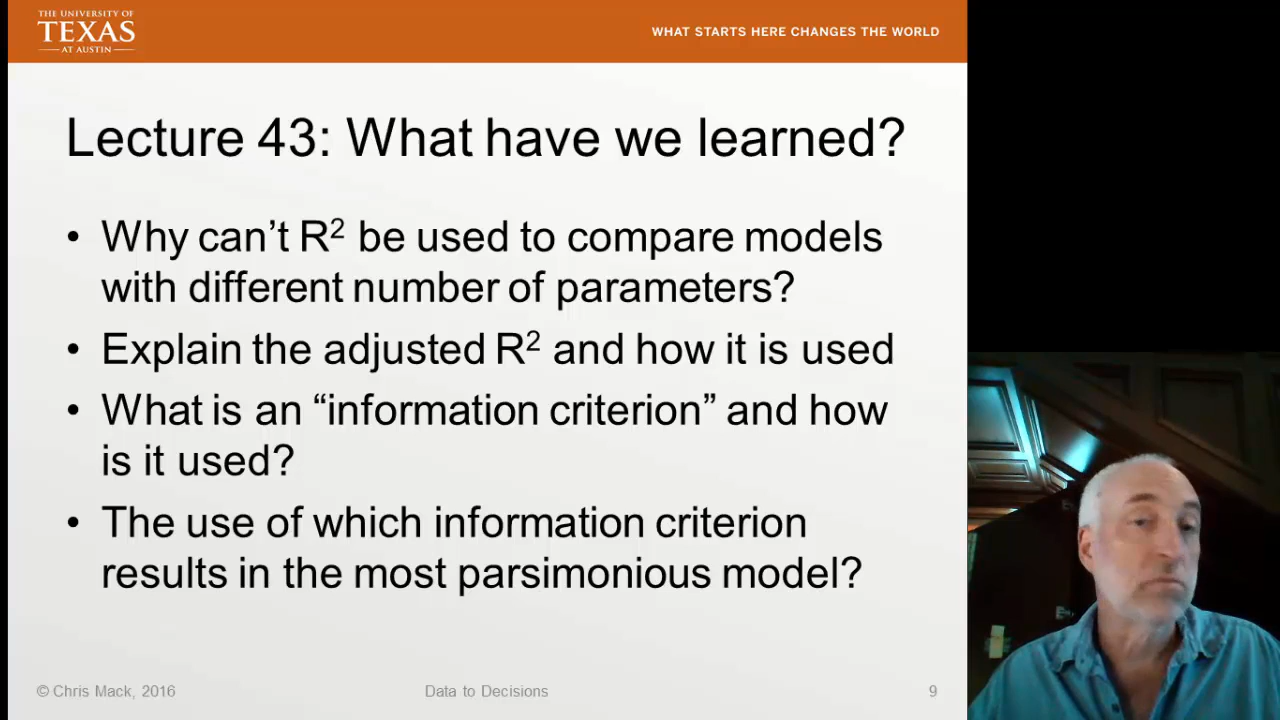 THE UNIVERSITY OF
TEXAS
AT AUSTIN
WHAT STARTS HERE CHANGES THE WORLD
Lecture 43: What have we learned?
• Why can’t R² be used to compare models
with different number of parameters?
• Explain the adjusted R² and how it is used
• What is an “information criterion” and how
is it used?
• The use of which information criterion
results in the most parsimonious model?
© Chris Mack, 2016
Data to Decisions
9